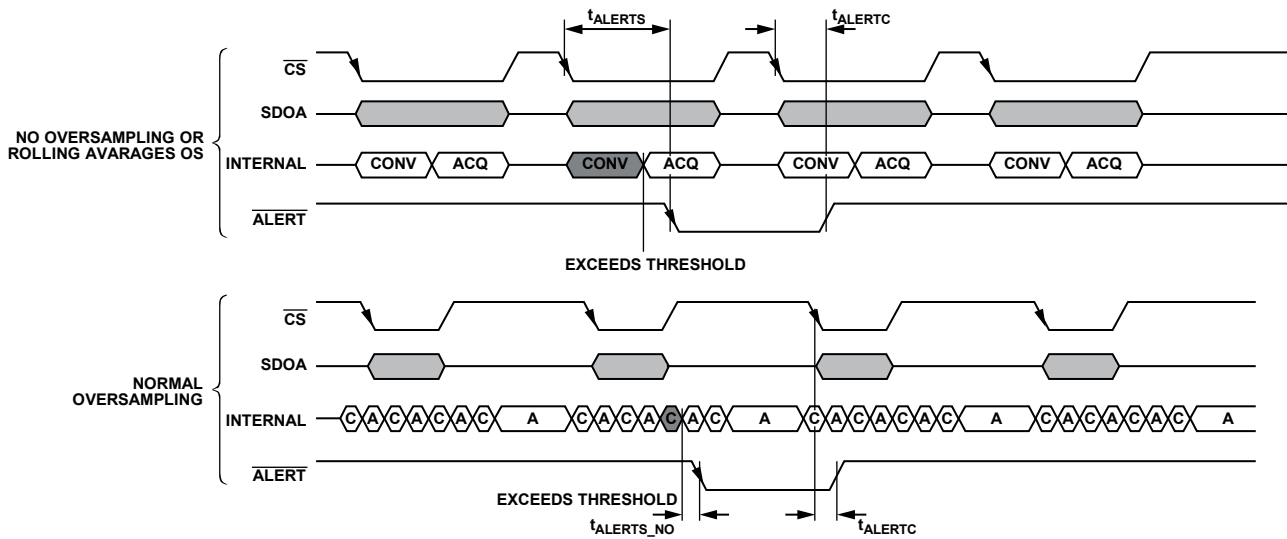 tALERTS
tALERTC
CS
SDOA
NO OVERSAMPLING OR
ROLLING AVARAGES OS
INTERNAL
CONV ACQ CONV ACQ CONV ACQ CONV ACQ
ALERT
EXCEEDS THRESHOLD
CS
SDOA
NORMAL
OVERSAMPLING
INTERNAL
C A C A C A C A C A C A C A C A C A C A C A C A C A C A C A C A
ALERT
EXCEEDS THRESHOLD
tALERTS_NO
tALERTC